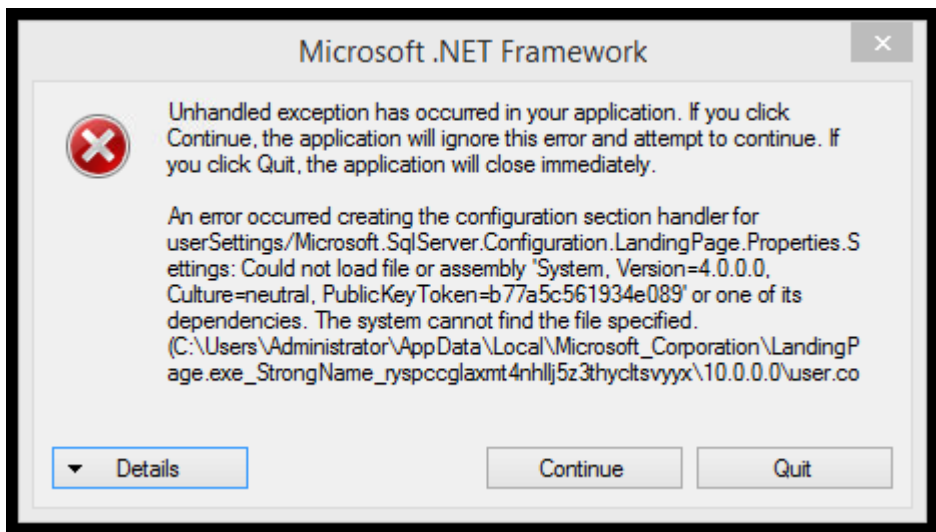 Microsoft .NET Framework
Unhandled exception has occurred in your application. If you click
Continue, the application will ignore this error and attempt to continue. If
you click Quit, the application will close immediately.
An error occurred creating the configuration section handler for
userSettings/Microsoft.SqlServer.Configuration.LandingPage.Properties.S
ettings: Could not load file or assembly 'System, Version=4.0.0.0,
Culture=neutral, PublicKeyToken=b77a5c561934e089' or one of its
dependencies. The system cannot find the file specified.
(C:\Users\Administrator\AppData\Local\Microsoft_Corporation\LandingP
age.exe_StrongName_ryspccglaxmt4nhllj5z3thycltsvyyx\10.0.0.0\user.co
Details
Continue
Quit